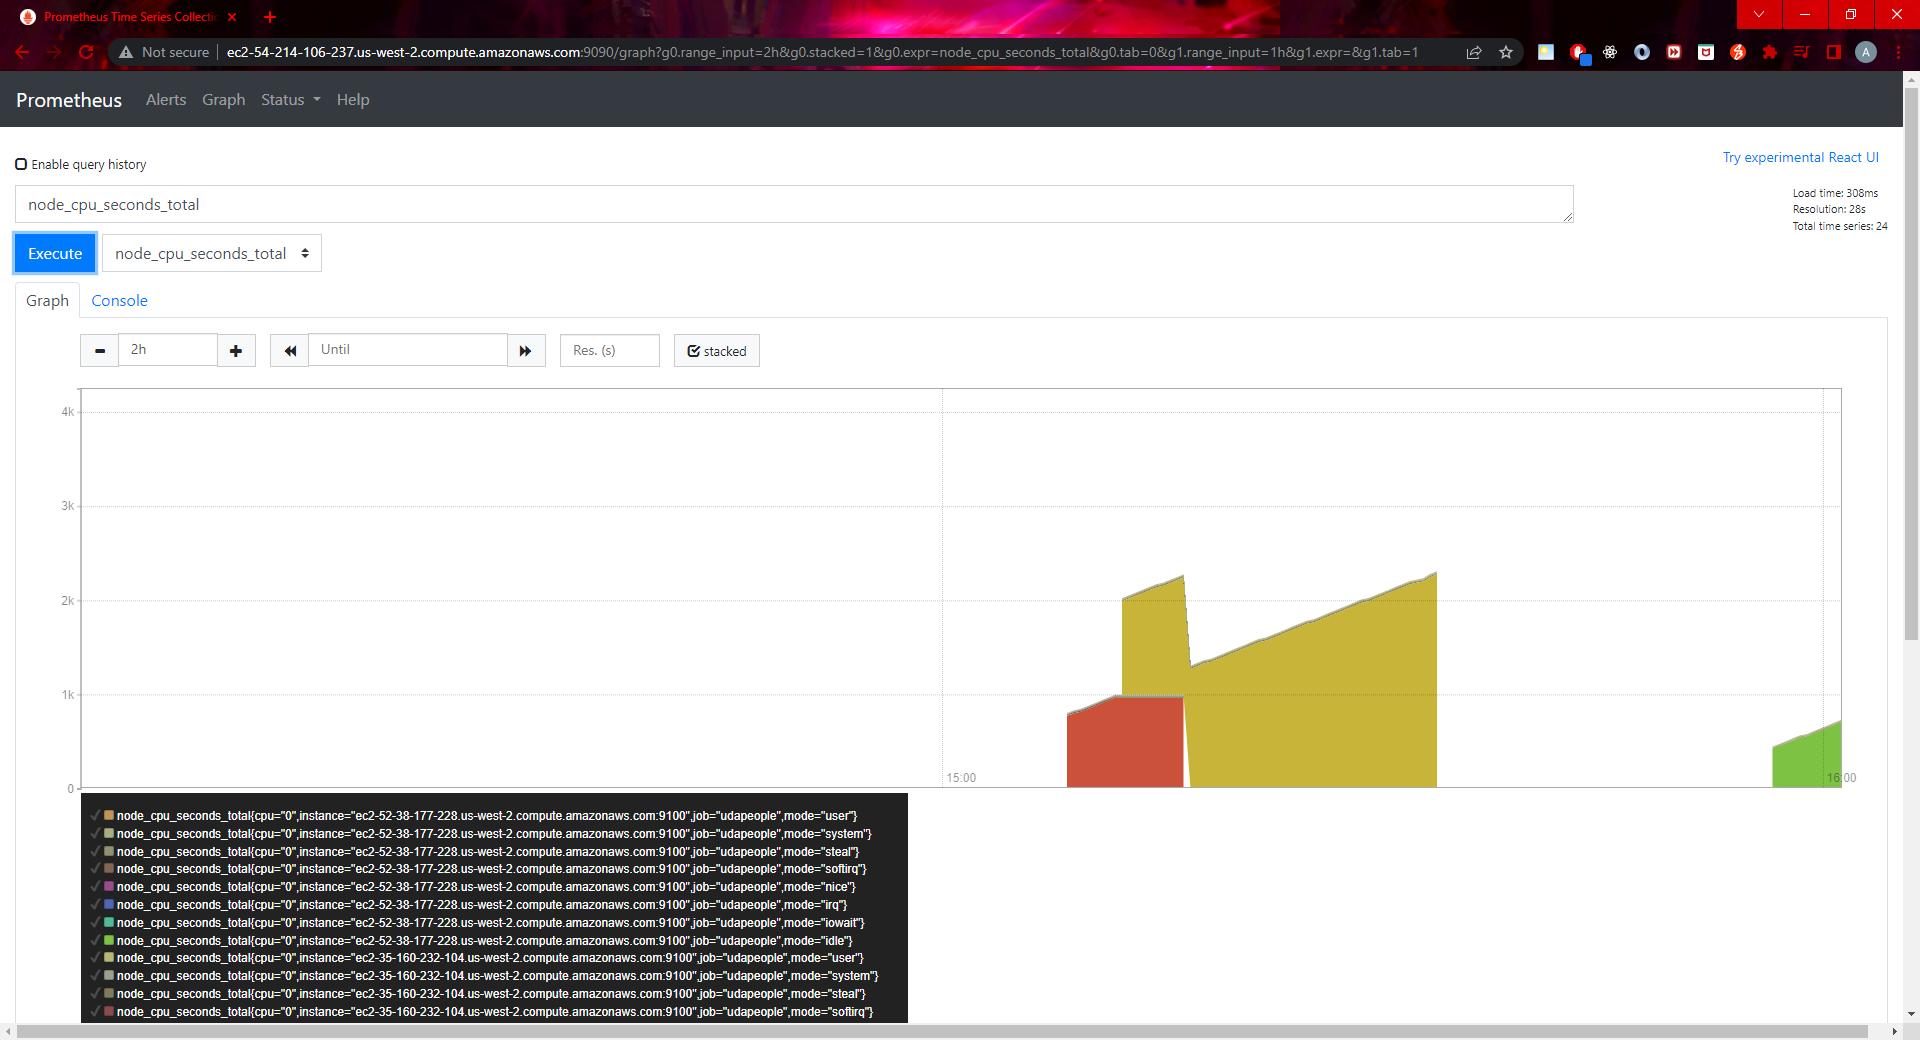 Prometheus Time Series Collectio
Not secure
ec2-54-214-106-237.us-west-2.compute.amazonaws.com:9090/graph?g0.range_input=2h&g0.stacked=1&g0.expr=node_cpu_seconds_total&g0.tab=0&g1.range_input=1h&g1.expr=&g1.tab=1
A
Prometheus Alerts Graph Status Help
Enable query history
Try experimental React UI
node_cpu_seconds_total
Load time: 308ms
Resolution: 28s
Total time series: 24
Execute
node_cpu_seconds_total
Graph Console
2h
Until
Res. (s)
stacked
4k
3k
2k
1k
0
15:00
16:00
node_cpu_seconds_total{cpu="0",instance="ec2-52-38-177-228.us-west-2.compute.amazonaws.com:9100",job="udapeople",mode="user"}
node_cpu_seconds_total{cpu="0",instance="ec2-52-38-177-228.us-west-2.compute.amazonaws.com:9100",job="udapeople",mode="system"}
node_cpu_seconds_total{cpu="0",instance="ec2-52-38-177-228.us-west-2.compute.amazonaws.com:9100",job="udapeople",mode="steal"}
node_cpu_seconds_total{cpu="0",instance="ec2-52-38-177-228.us-west-2.compute.amazonaws.com:9100",job="udapeople",mode="softirq"}
node_cpu_seconds_total{cpu="0",instance="ec2-52-38-177-228.us-west-2.compute.amazonaws.com:9100",job="udapeople",mode="nice"}
node_cpu_seconds_total{cpu="0",instance="ec2-52-38-177-228.us-west-2.compute.amazonaws.com:9100",job="udapeople",mode="irq"}
node_cpu_seconds_total{cpu="0",instance="ec2-52-38-177-228.us-west-2.compute.amazonaws.com:9100",job="udapeople",mode="iowait"}
node_cpu_seconds_total{cpu="0",instance="ec2-52-38-177-228.us-west-2.compute.amazonaws.com:9100",job="udapeople",mode="idle"}
node_cpu_seconds_total{cpu="0",instance="ec2-35-160-232-104.us-west-2.compute.amazonaws.com:9100",job="udapeople",mode="user"}
node_cpu_seconds_total{cpu="0",instance="ec2-35-160-232-104.us-west-2.compute.amazonaws.com:9100",job="udapeople",mode="system"}
node_cpu_seconds_total{cpu="0",instance="ec2-35-160-232-104.us-west-2.compute.amazonaws.com:9100",job="udapeople",mode="steal"}
node_cpu_seconds_total{cpu="0",instance="ec2-35-160-232-104.us-west-2.compute.amazonaws.com:9100",job="udapeople",mode="softirq"}